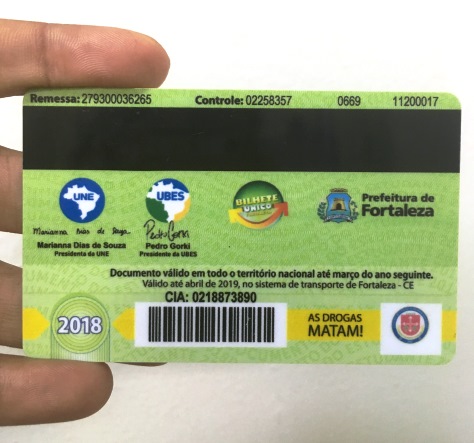 Remessa: 279300036265 Controle: 02258357 0669 11200017
UNE
UBES
BILHETE ÚNICO
Prefeitura de
Fortaleza
Marianna Dias de Souza
Presidenta da UNE
Pedro Gorki
Presidente da UBES
Documento válido em todo o território nacional até março do ano seguinte.
Válido até abril de 2019, no sistema de transporte de Fortaleza - CE
CIA: 0218873890
2018
AS DROGAS
MATAM!